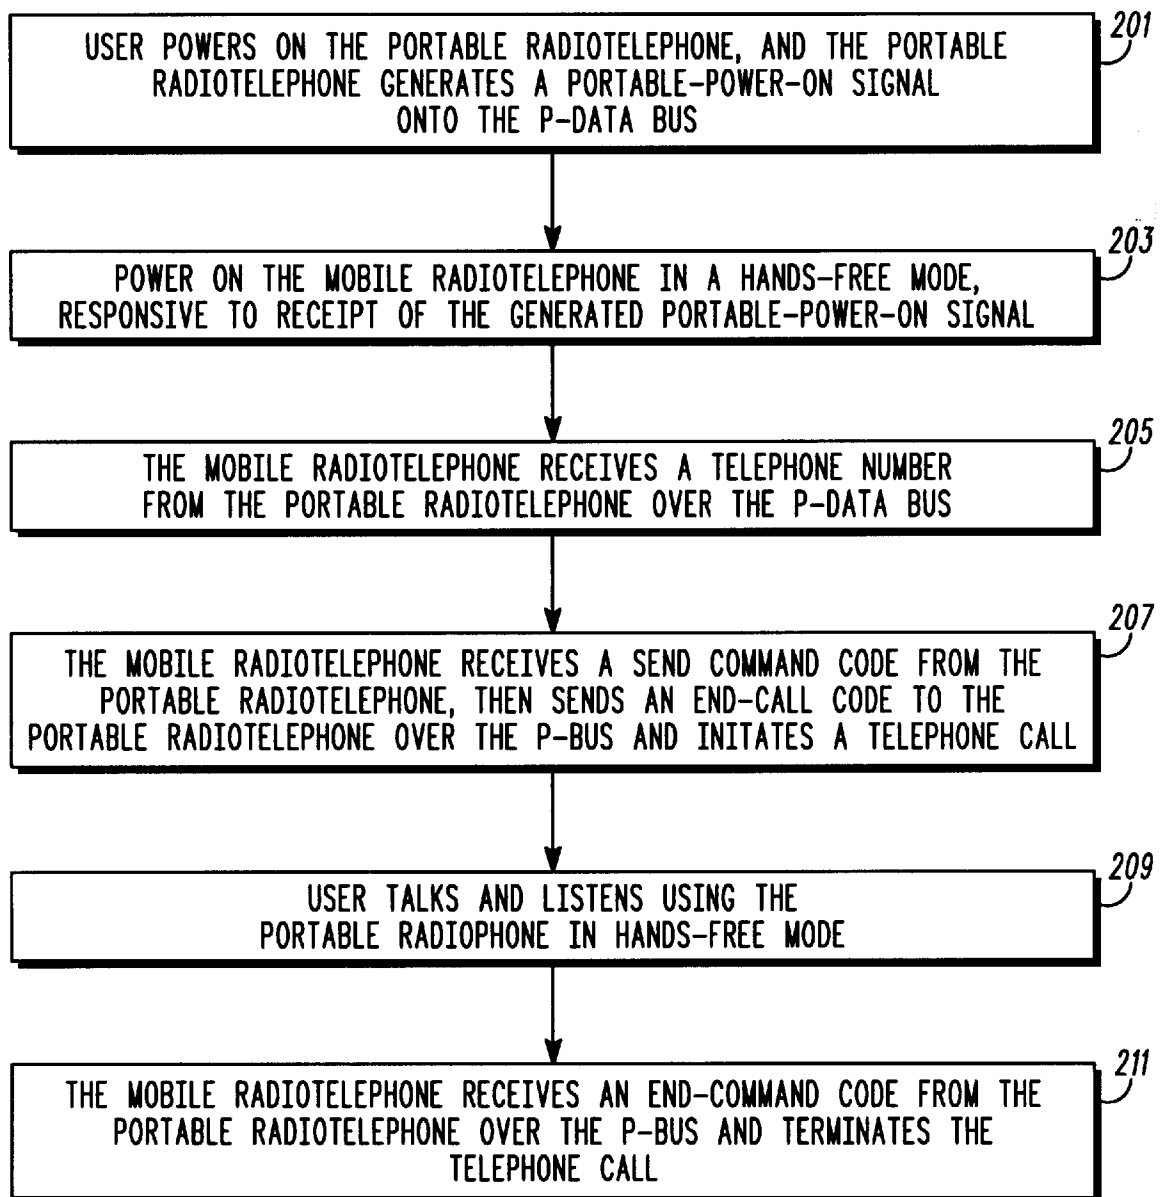 201
USER POWERS ON THE PORTABLE RADIOTELEPHONE, AND THE PORTABLE
RADIOTELEPHONE GENERATES A PORTABLE-POWER-ON SIGNAL
ONTO THE P-DATA BUS
203
POWER ON THE MOBILE RADIOTELEPHONE IN A HANDS-FREE MODE,
RESPONSIVE TO RECEIPT OF THE GENERATED PORTABLE-POWER-ON SIGNAL
205
THE MOBILE RADIOTELEPHONE RECEIVES A TELEPHONE NUMBER
FROM THE PORTABLE RADIOTELEPHONE OVER THE P-DATA BUS
207
THE MOBILE RADIOTELEPHONE RECEIVES A SEND COMMAND CODE FROM THE
PORTABLE RADIOTELEPHONE, THEN SENDS AN END-CALL CODE TO THE
PORTABLE RADIOTELEPHONE OVER THE P-BUS AND INITATES A TELEPHONE CALL
209
USER TALKS AND LISTENS USING THE
PORTABLE RADIOPHONE IN HANDS-FREE MODE
211
THE MOBILE RADIOTELEPHONE RECEIVES AN END-COMMAND CODE FROM THE
PORTABLE RADIOTELEPHONE OVER THE P-BUS AND TERMINATES THE
TELEPHONE CALL